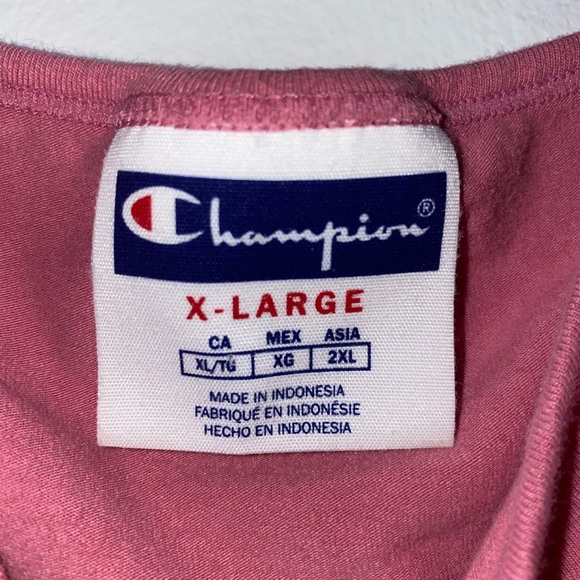 Champion®
X-LARGE
CA MEX ASIA
XL/TG XG 2XL
MADE IN INDONESIA
FABRIQUÉ EN INDONÉSIE
HECHO EN INDONESIA